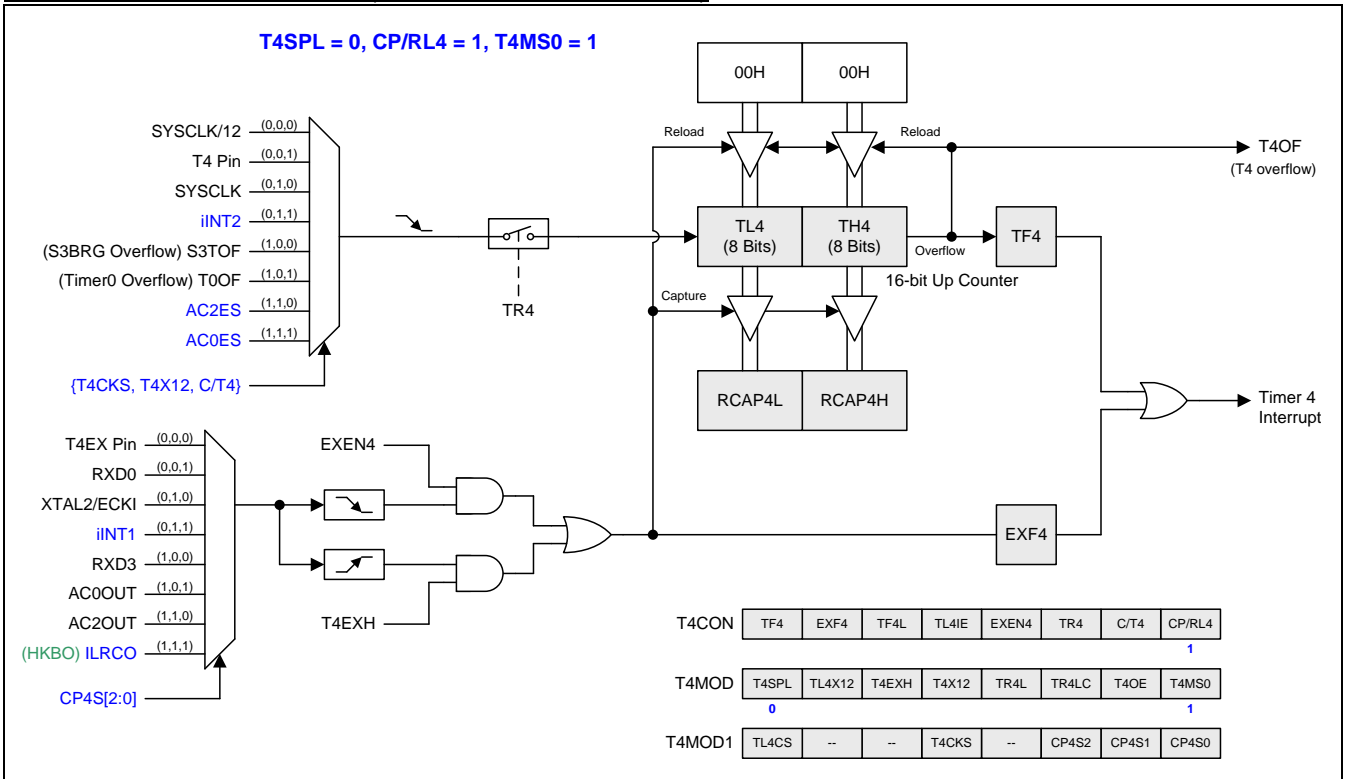 T4SPL = 0, CP/RL4 = 1, T4MS0 = 1
00H 00H
SYSCLK/12 (0,0,0)
T4 Pin (0,0,1)
SYSCLK (0,1,0)
iINT2 (0,1,1)
(S3BRG Overflow) S3TOF (1,0,0)
(Timer0 Overflow) T0OF (1,0,1)
AC2ES (1,1,0)
AC0ES (1,1,1)
{T4CKS, T4X12, C/T4}
TR4
Reload Reload
T4OF
(T4 overflow)
TL4
(8 Bits)
TH4
(8 Bits)
Overflow
TF4
16-bit Up Counter
Capture
RCAP4L RCAP4H
Timer 4
Interrupt
T4EX Pin (0,0,0)
RXD0 (0,0,1)
XTAL2/ECKI (0,1,0)
iINT1 (0,1,1)
RXD3 (1,0,0)
AC0OUT (1,0,1)
AC2OUT (1,1,0)
(HKBO) ILRCO (1,1,1)
CP4S[2:0]
EXEN4
T4EXH
EXF4
T4CON TF4 EXF4 TF4L TL4IE EXEN4 TR4 C/T4 CP/RL4
1
T4MOD T4SPL TL4X12 T4EXH T4X12 TR4L TR4LC T4OE T4MS0
0 1
T4MOD1 TL4CS -- -- T4CKS -- CP4S2 CP4S1 CP4S0